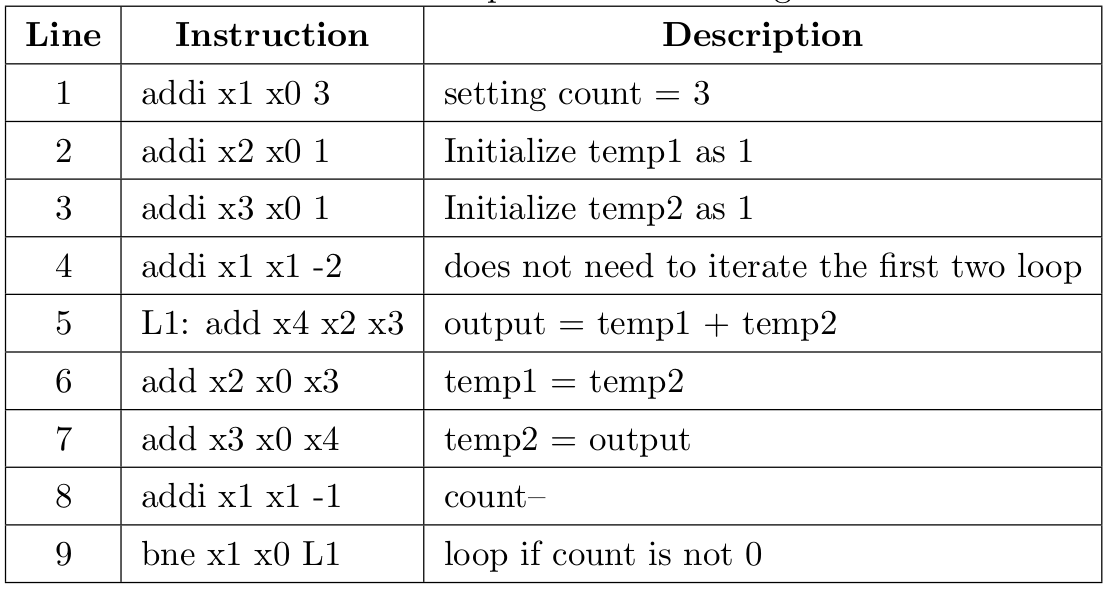 Line Instruction Description
1 addi x1 x0 3 setting count = 3
2 addi x2 x0 1 Initialize temp1 as 1
3 addi x3 x0 1 Initialize temp2 as 1
4 addi x1 x1 -2 does not need to iterate the first two loop
5 L1: add x4 x2 x3 output = temp1 + temp2
6 add x2 x0 x3 temp1 = temp2
7 add x3 x0 x4 temp2 = output
8 addi x1 x1 -1 count–
9 bne x1 x0 L1 loop if count is not 0